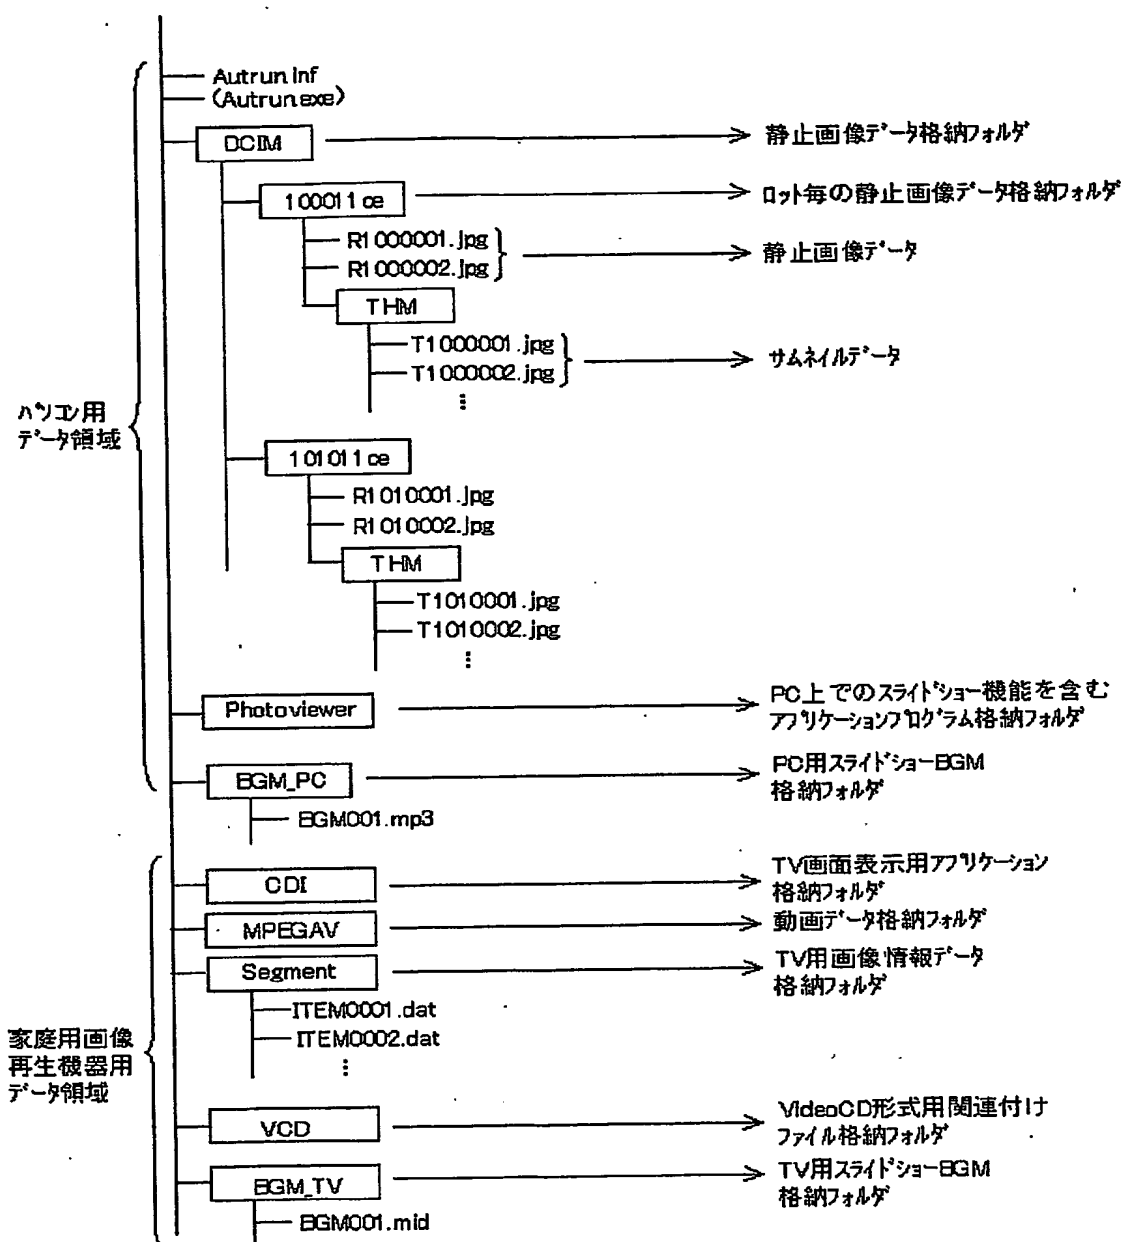 Autrun inf
(Autrun exe)
DCIM
静止画像データ格納フォルダ
100011ce
ロット毎の静止画像データ格納フォルダ
R1000001.jpg
R1000002.jpg
静止画像データ
THM
T1000001.jpg
T1000002.jpg
サムネイルデータ
パソコン用
データ領域
101011ce
R1010001.jpg
R1010002.jpg
THM
T1010001.jpg
T1010002.jpg
Photoviewer
PC上でのスライドショー機能を含む
アプリケーションプログラム格納フォルダ
BGM_PC
PC用スライドショーBGM
格納フォルダ
BGM001.mp3
CDI
TV画面表示用アプリケーション
格納フォルダ
MPEGAV
動画データ格納フォルダ
Segment
TV用画像情報データ
格納フォルダ
ITEM0001.dat
ITEM0002.dat
家庭用画像
再生機器用
データ領域
VCD
VideoCD形式用関連付け
ファイル格納フォルダ
BGM_TV
TV用スライドショーBGM
格納フォルダ
BGM001.mid